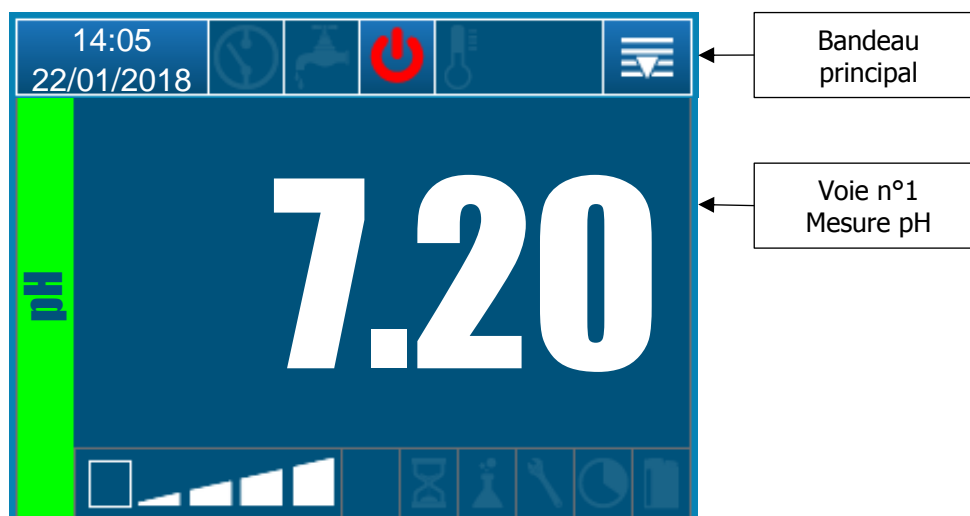 14:05
22/01/2018
Bandeau
principal
Voie n°1
Mesure pH
7.20
pH